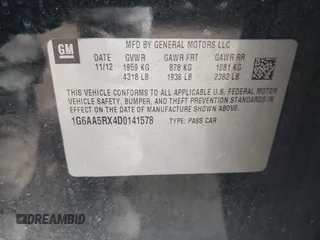 GM
MFD BY GENERAL MOTORS LLC
11/12 GVWR GAWR FRT GAWR RR
1959 KG 878 KG 1081 KG
4318 LB 1936 LB 2382 LB
THIS VEHICLE CONFORMS TO ALL APPLICABLE U.S. FEDERAL MOTOR VEHICLE
SAFETY, BUMPER, AND THEFT PREVENTION STANDARDS IN EFFECT ON THE
DATE OF MANUFACTURE SHOWN ABOVE.
1G6AA5RX4D0141578 TYPE: PASS CAR
DREAMBID